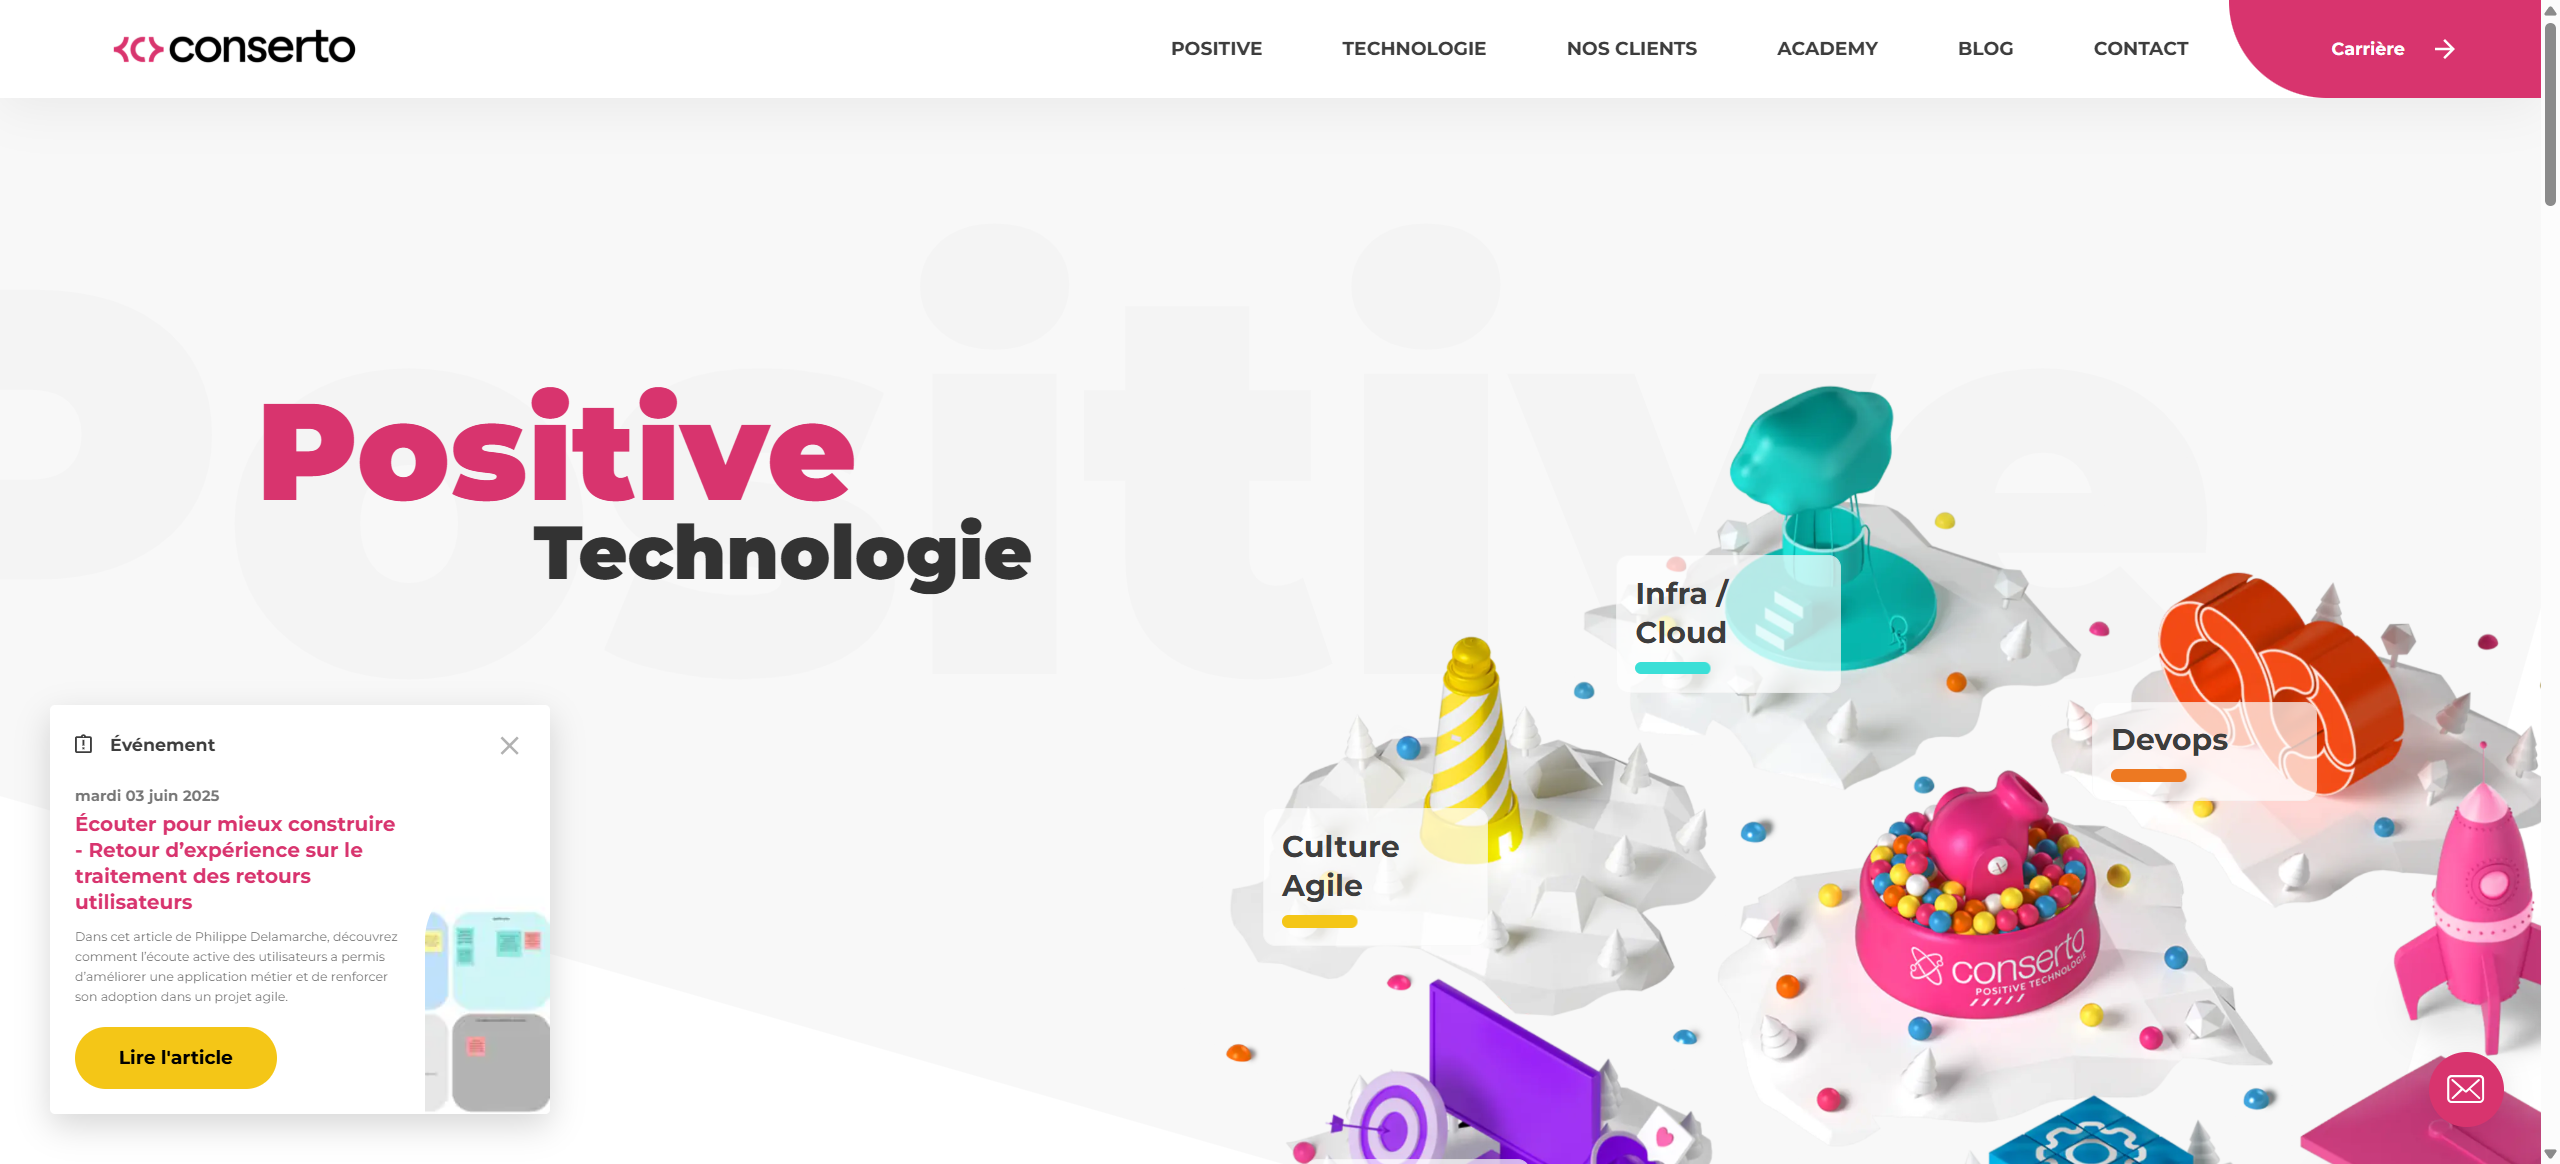 conserto
POSITIVE
TECHNOLOGIE
NOS CLIENTS
ACADEMY
BLOG
CONTACT
Carrière
Positive
Positive
Technologie
Infra /
Cloud
Devops
Culture
Agile
conserto
POSITIVE TECHNOLOGIE
Événement
mardi 03 juin 2025
Écouter pour mieux construire
- Retour d’expérience sur le
traitement des retours
utilisateurs
Dans cet article de Philippe Delamarche, découvrez
comment l’écoute active des utilisateurs a permis
d’améliorer une application métier et de renforcer
son adoption dans un projet agile.
Lire l'article